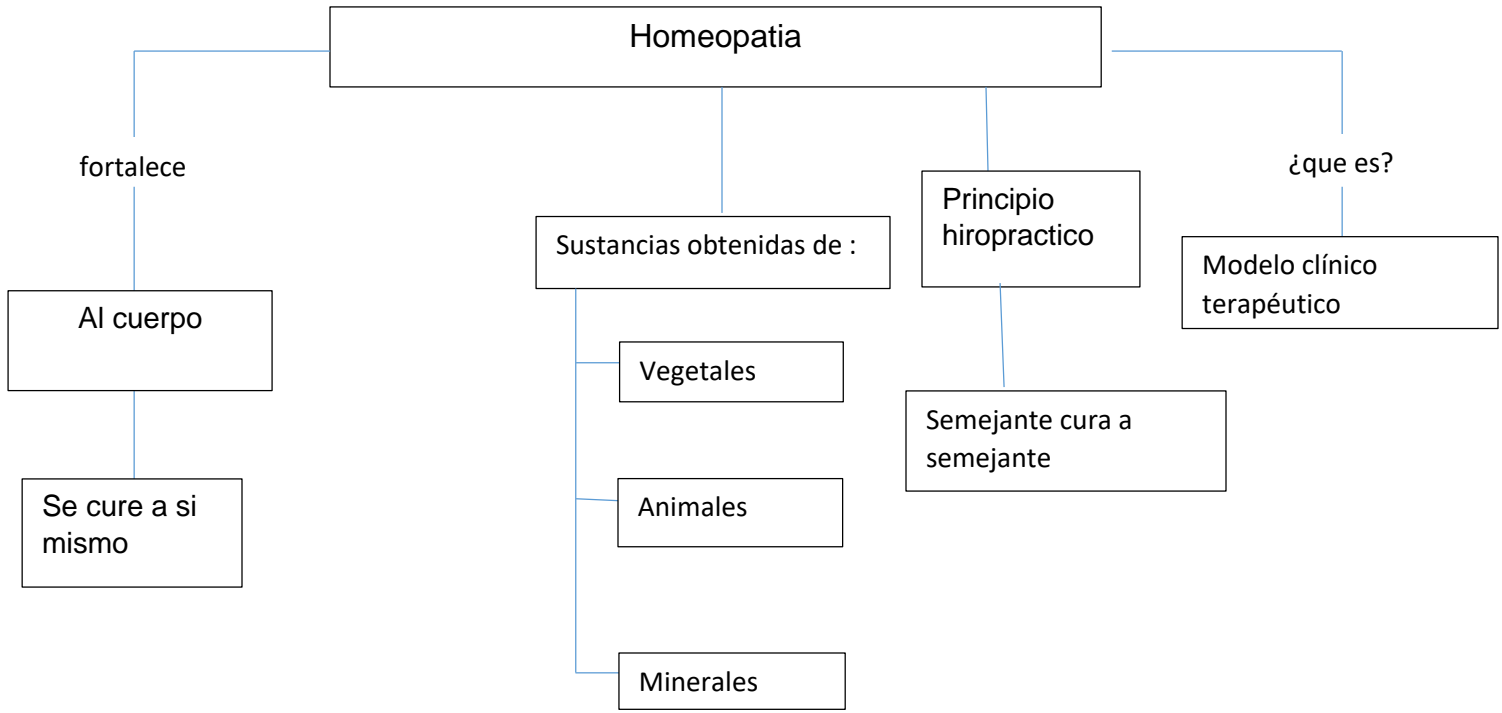 Homeopatia
fortalece
Al cuerpo
Se cure a si
mismo
Sustancias obtenidas de :
Vegetales
Animales
Minerales
Principio
hiropractico
Semejante cura a
semejante
¿que es?
Modelo clínico
terapéutico